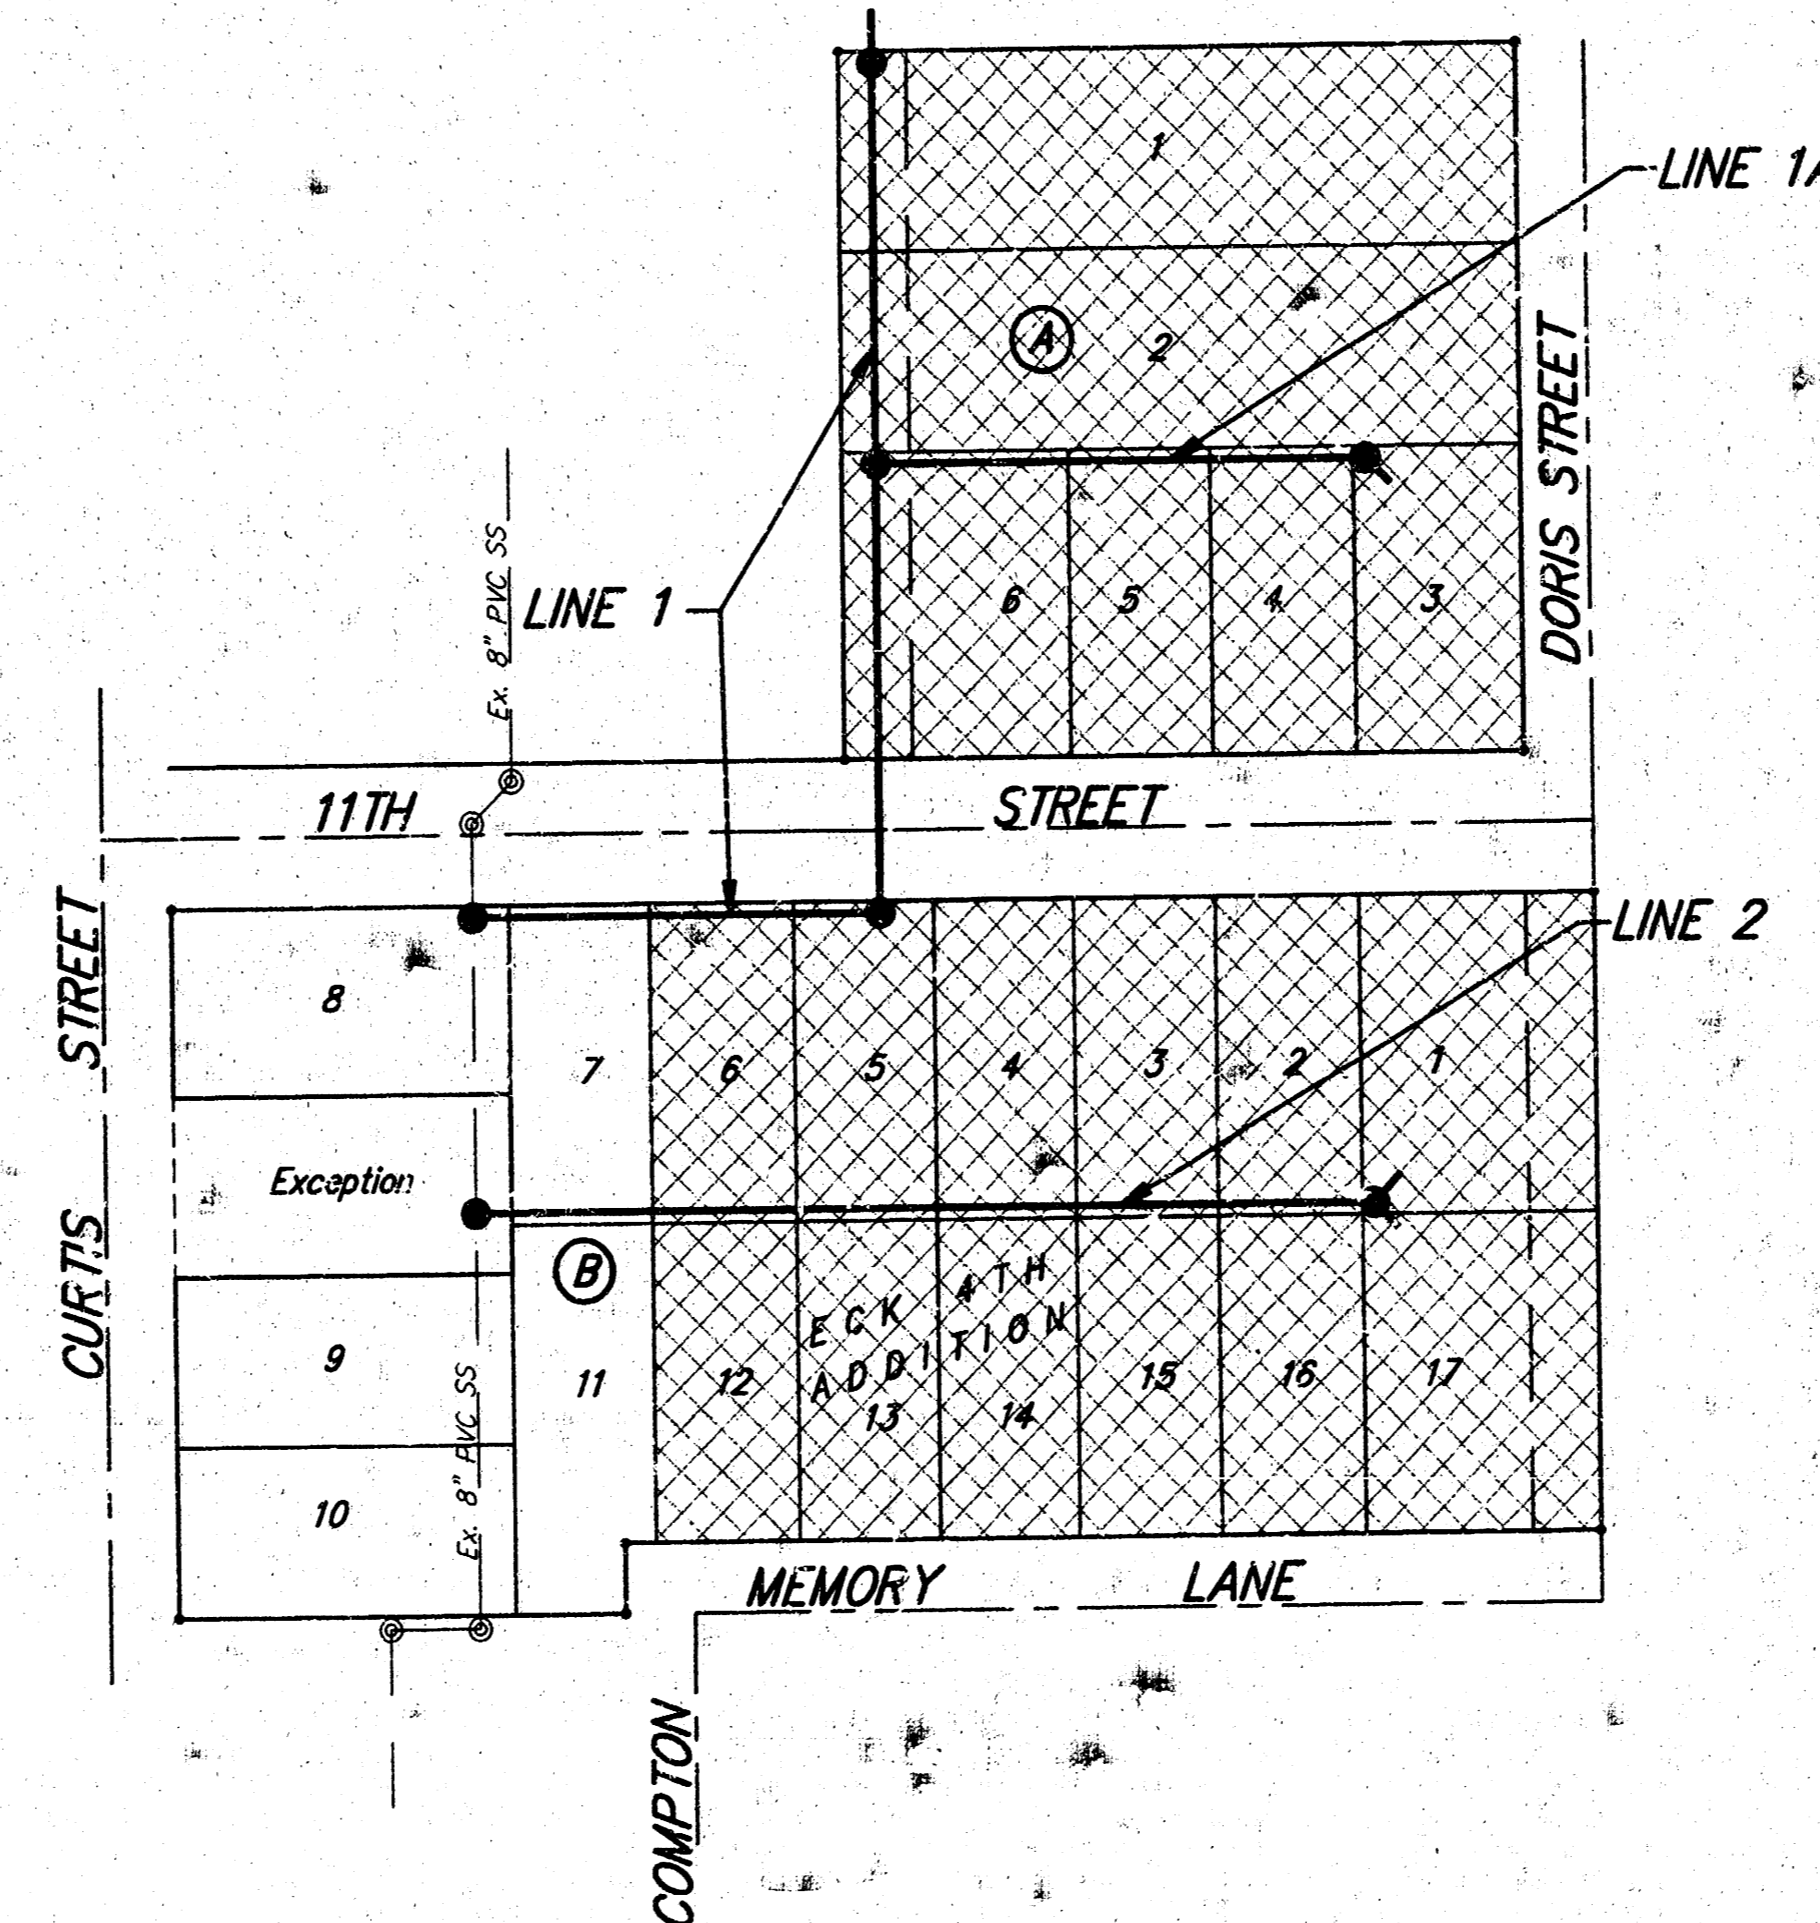 1
LINE 1
A
2
DORIS STREET
Ex. 8" PVC SS
LINE 1
6
5
4
3
11TH STREET
CURTIS STREET
LINE 2
8
7
6
5
4
3
2
1
Exception
B
ECK 4TH
ADDITION
9
11
12
13
14
15
16
17
Ex. 8" PVC SS
10
MEMORY LANE
COMPTON